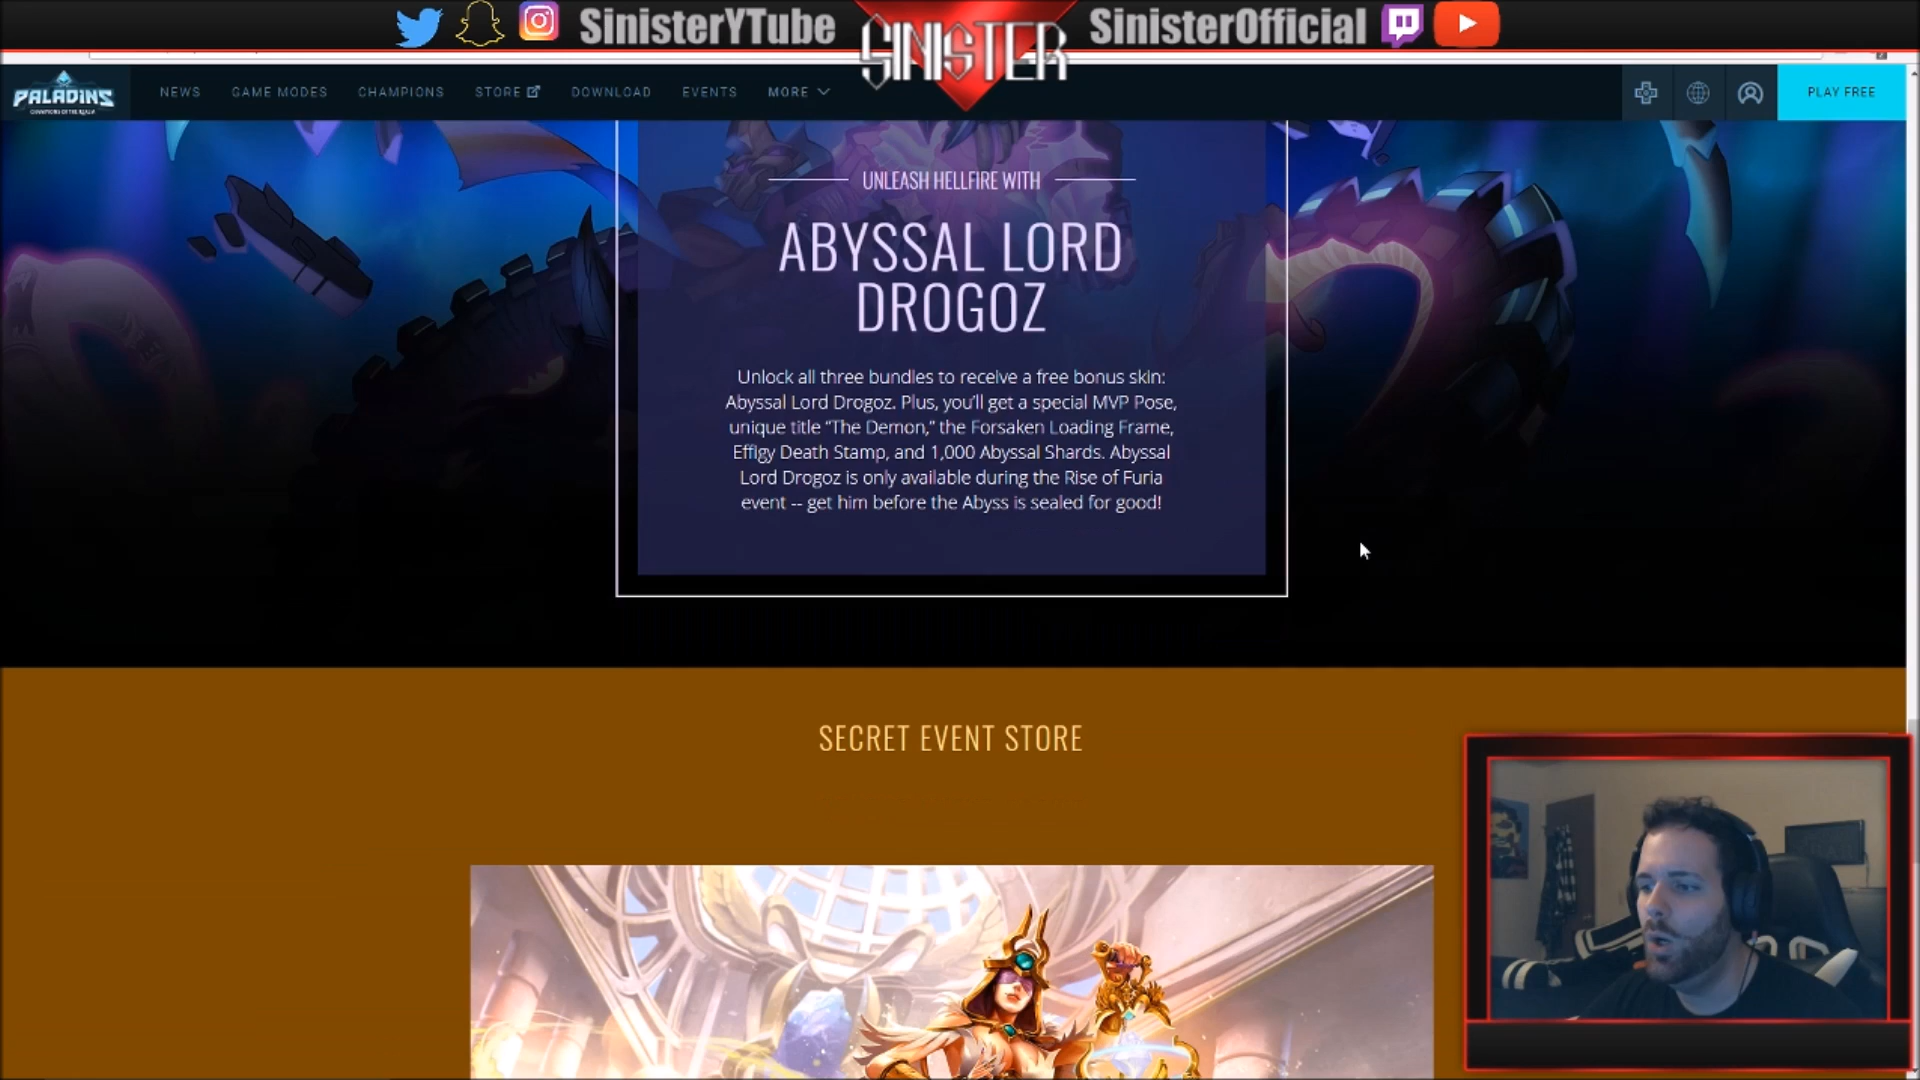 SinisterYTube
SINISTER
SinisterOfficial
PALADINS
CHAMPIONS OF THE REALM
NEWS
GAME MODES
CHAMPIONS
STORE
DOWNLOAD
EVENTS
MORE
PLAY FREE
UNLEASH HELLFIRE WITH
ABYSSAL LORD
DROGOZ
Unlock all three bundles to receive a free bonus skin:
Abyssal Lord Drogoz. Plus, you'll get a special MVP Pose,
unique title "The Demon," the Forsaken Loading Frame,
Effigy Death Stamp, and 1,000 Abyssal Shards. Abyssal
Lord Drogoz is only available during the Rise of Furia
event -- get him before the Abyss is sealed for good!
SECRET EVENT STORE